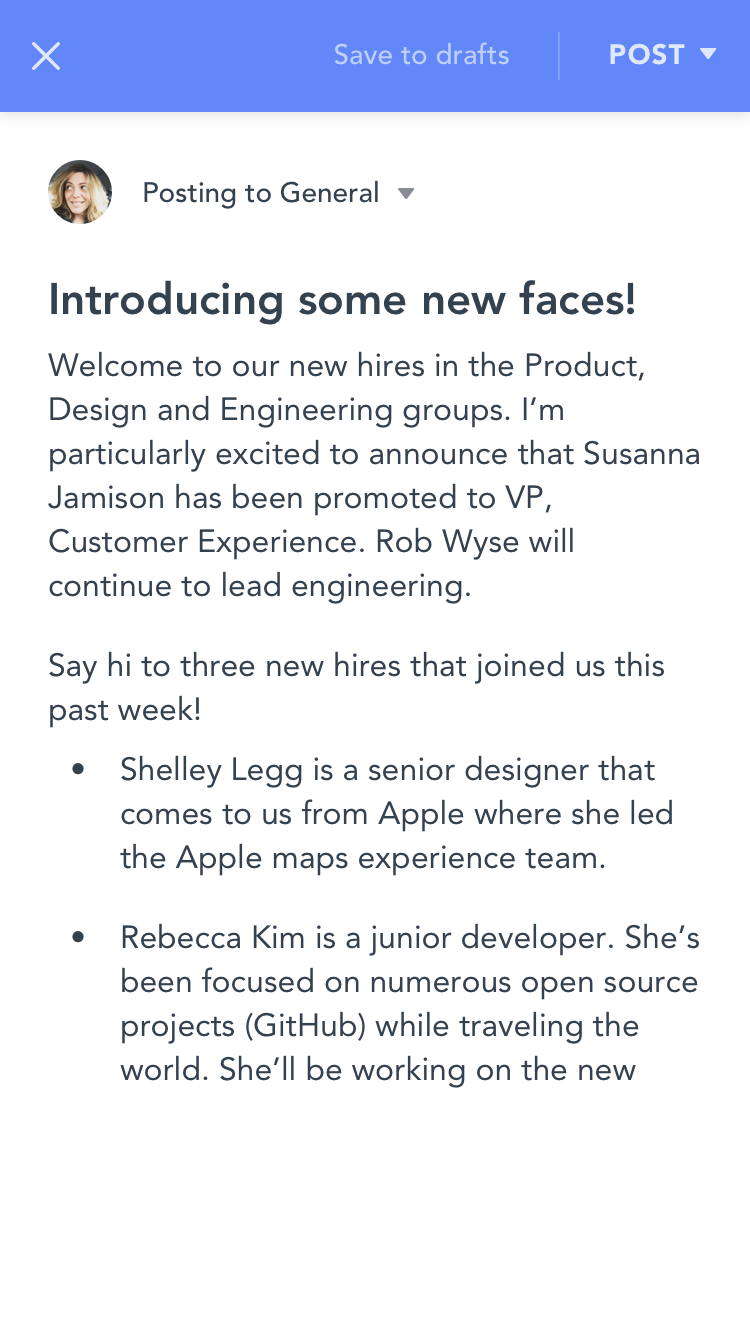 Save to drafts
POST
Posting to General
Introducing some new faces!
Welcome to our new hires in the Product,
Design and Engineering groups. I’m
particularly excited to announce that Susanna
Jamison has been promoted to VP,
Customer Experience. Rob Wyse will
continue to lead engineering.
Say hi to three new hires that joined us this
past week!
• Shelley Legg is a senior designer that
comes to us from Apple where she led
the Apple maps experience team.
• Rebecca Kim is a junior developer. She’s
been focused on numerous open source
projects (GitHub) while traveling the
world. She’ll be working on the new